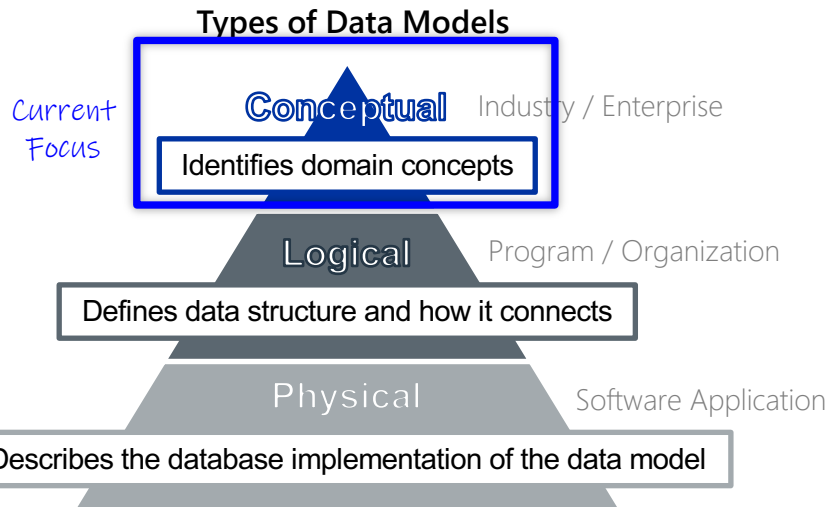 Types of Data Models
Current
Focus
Conceptual
Industry / Enterprise
Identifies domain concepts
Logical
Program / Organization
Defines data structure and how it connects
Physical
Software Application
Describes the database implementation of the data model